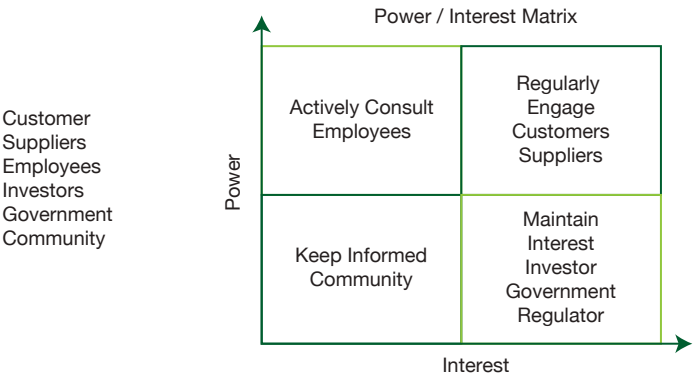 Power / Interest Matrix
Customer
Suppliers
Employees
Investors
Government
Community
Power
Actively Consult
Employees
Regularly
Engage
Customers
Suppliers
Keep Informed
Community
Maintain
Interest
Investor
Government
Regulator
Interest